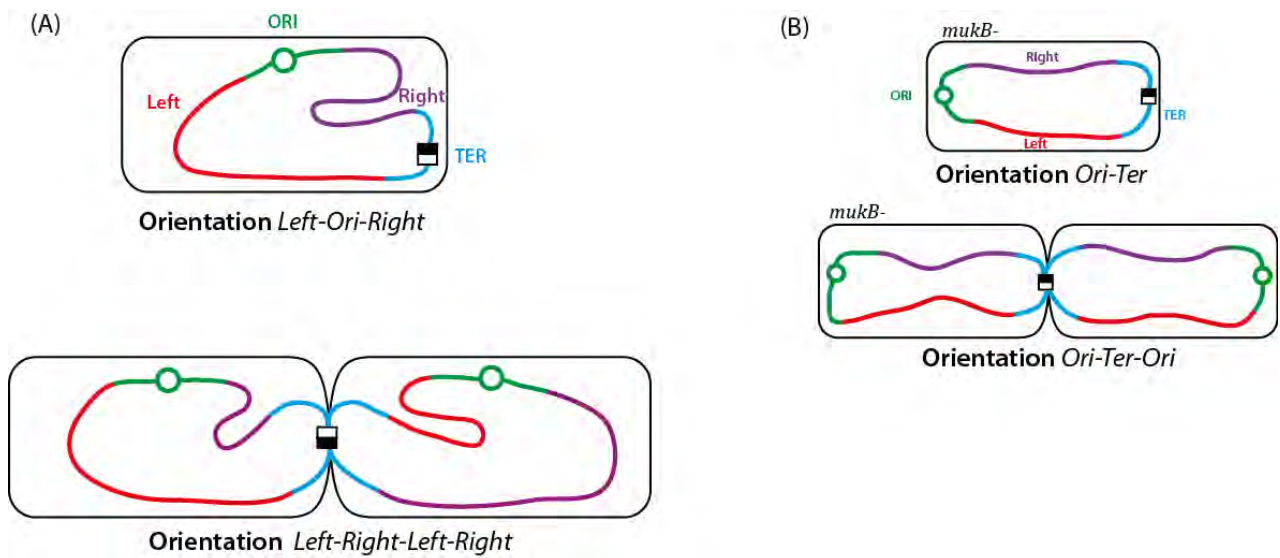 (A)
ORI
Left
Right
TER
Orientation Left-Ori-Right
Orientation Left-Right-Left-Right
(B)
mukB-
Right
ORI
TER
Left
Orientation Ori-Ter
mukB-
Orientation Ori-Ter-Ori